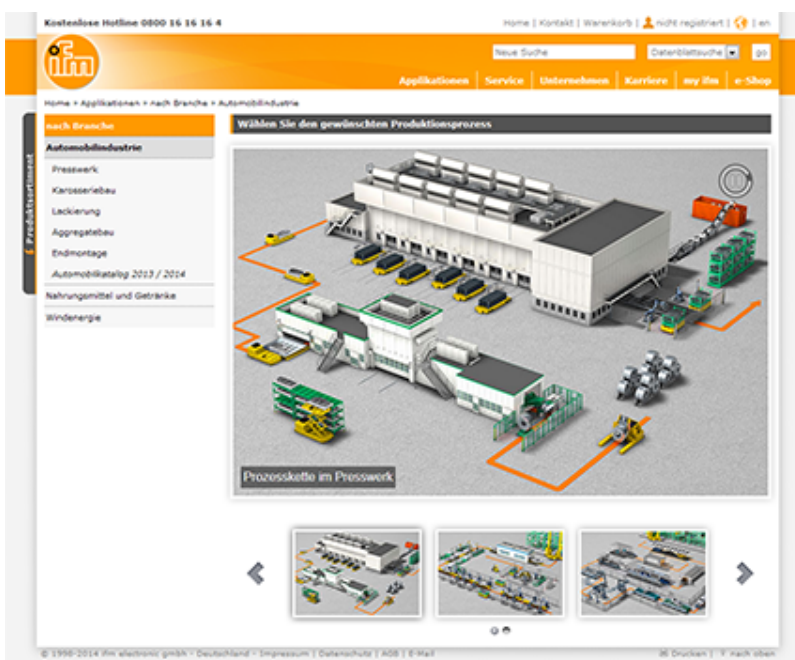 Kostenlose Hotline 0800 16 16 16 4
Home | Kontakt | Warenkorb | nicht registriert | | en
ifm
Neue Suche
Datenblattsuche
go
Applikationen | Service | Unternehmen | Karriere | my ifm | e-Shop
Home > Applikationen > nach Branche > Automobilindustrie
Produktsortiment
nach Branche
Automobilindustrie
Presswerk
Karosseriebau
Lackierung
Aggregatebau
Endmontage
Automobilkatalog 2013 / 2014
Nahrungsmittel und Getränke
Windenergie
Wählen Sie den gewünschten Produktionsprozess
Prozesskette im Presswerk
© 1998-2014 ifm electronic gmbh - Deutschland - Impressum | Datenschutz | AGB | E-Mail
Drucken | nach oben